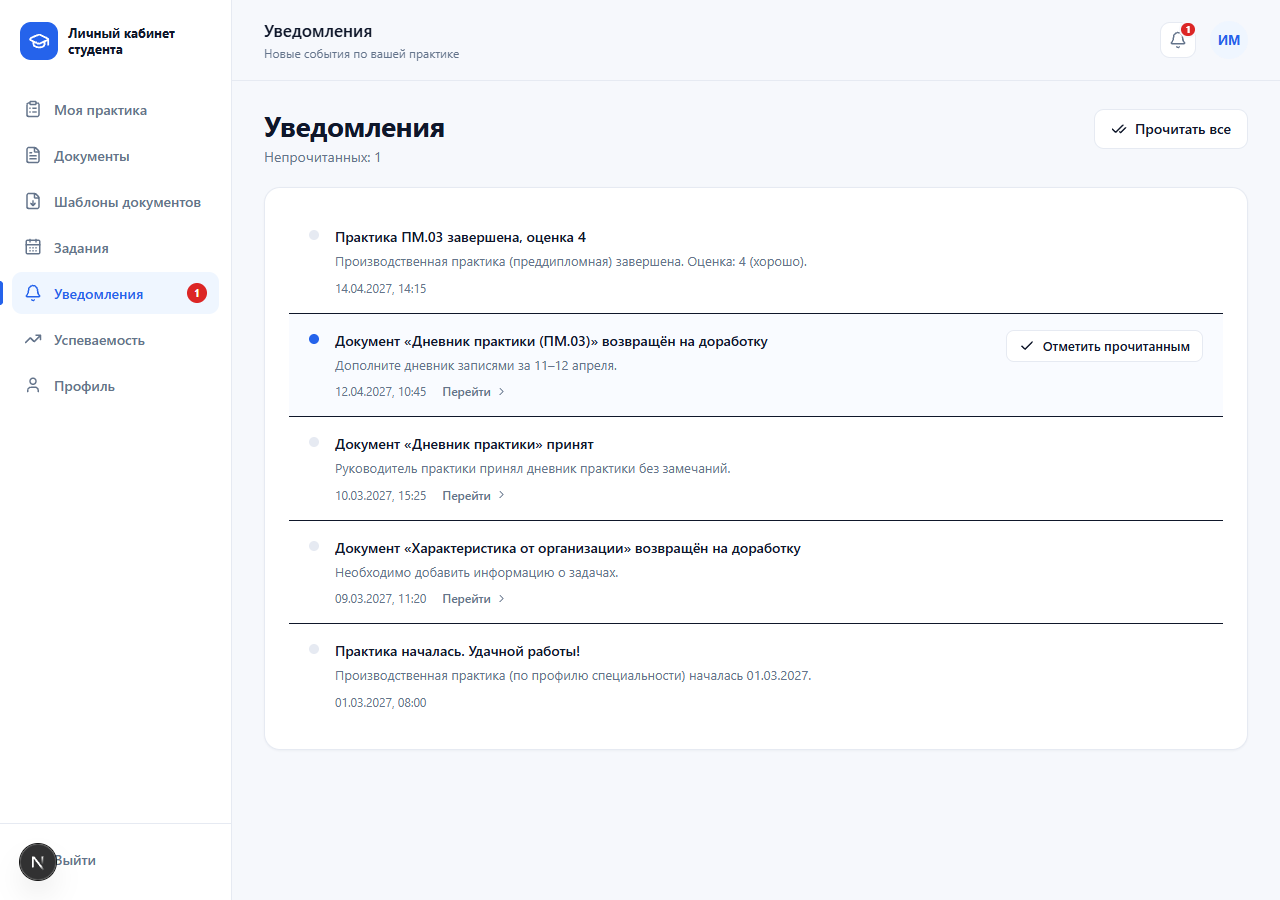 Личный кабинет
студента
Моя практика
Документы
Шаблоны документов
Задания
Уведомления 1
Успеваемость
Профиль
N Выйти
Уведомления
Новые события по вашей практике
1
ИМ
Уведомления
Непрочитанных: 1
Прочитать все
Практика ПМ.03 завершена, оценка 4
Производственная практика (преддипломная) завершена. Оценка: 4 (хорошо).
14.04.2027, 14:15
Документ «Дневник практики (ПМ.03)» возвращён на доработку
Отметить прочитанным
Дополните дневник записями за 11–12 апреля.
12.04.2027, 10:45 Перейти
Документ «Дневник практики» принят
Руководитель практики принял дневник практики без замечаний.
10.03.2027, 15:25 Перейти
Документ «Характеристика от организации» возвращён на доработку
Необходимо добавить информацию о задачах.
09.03.2027, 11:20 Перейти
Практика началась. Удачной работы!
Производственная практика (по профилю специальности) началась 01.03.2027.
01.03.2027, 08:00